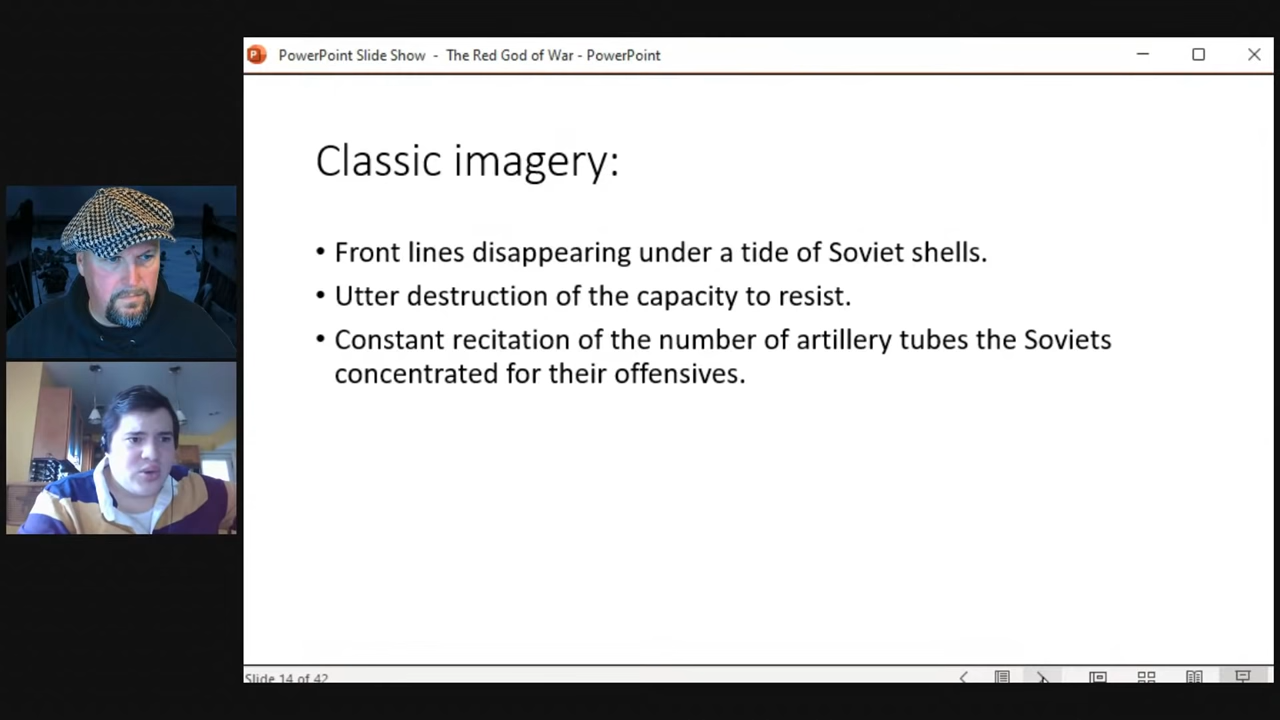 PowerPoint Slide Show - The Red God of War - PowerPoint
Classic imagery:
• Front lines disappearing under a tide of Soviet shells.
• Utter destruction of the capacity to resist.
• Constant recitation of the number of artillery tubes the Soviets
concentrated for their offensives.
Slide 14 of 42